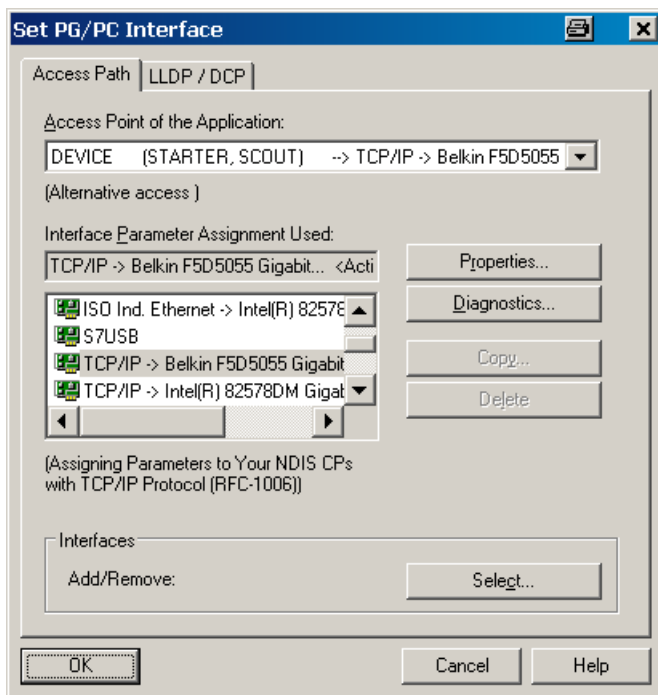 Set PG/PC Interface
Access Path
LLDP / DCP
Access Point of the Application:
DEVICE (STARTER, SCOUT) --> TCP/IP -> Belkin F5D5055
(Alternative access )
Interface Parameter Assignment Used:
TCP/IP -> Belkin F5D5055 Gigabit... <Acti
Properties...
ISO Ind. Ethernet -> Intel(R) 82578
Diagnostics...
S7USB
TCP/IP -> Belkin F5D5055 Gigabit
Copy...
TCP/IP -> Intel(R) 82578DM Gigab
Delete
(Assigning Parameters to Your NDIS CPs
with TCP/IP Protocol (RFC-1006))
Interfaces
Add/Remove:
Select...
OK
Cancel
Help